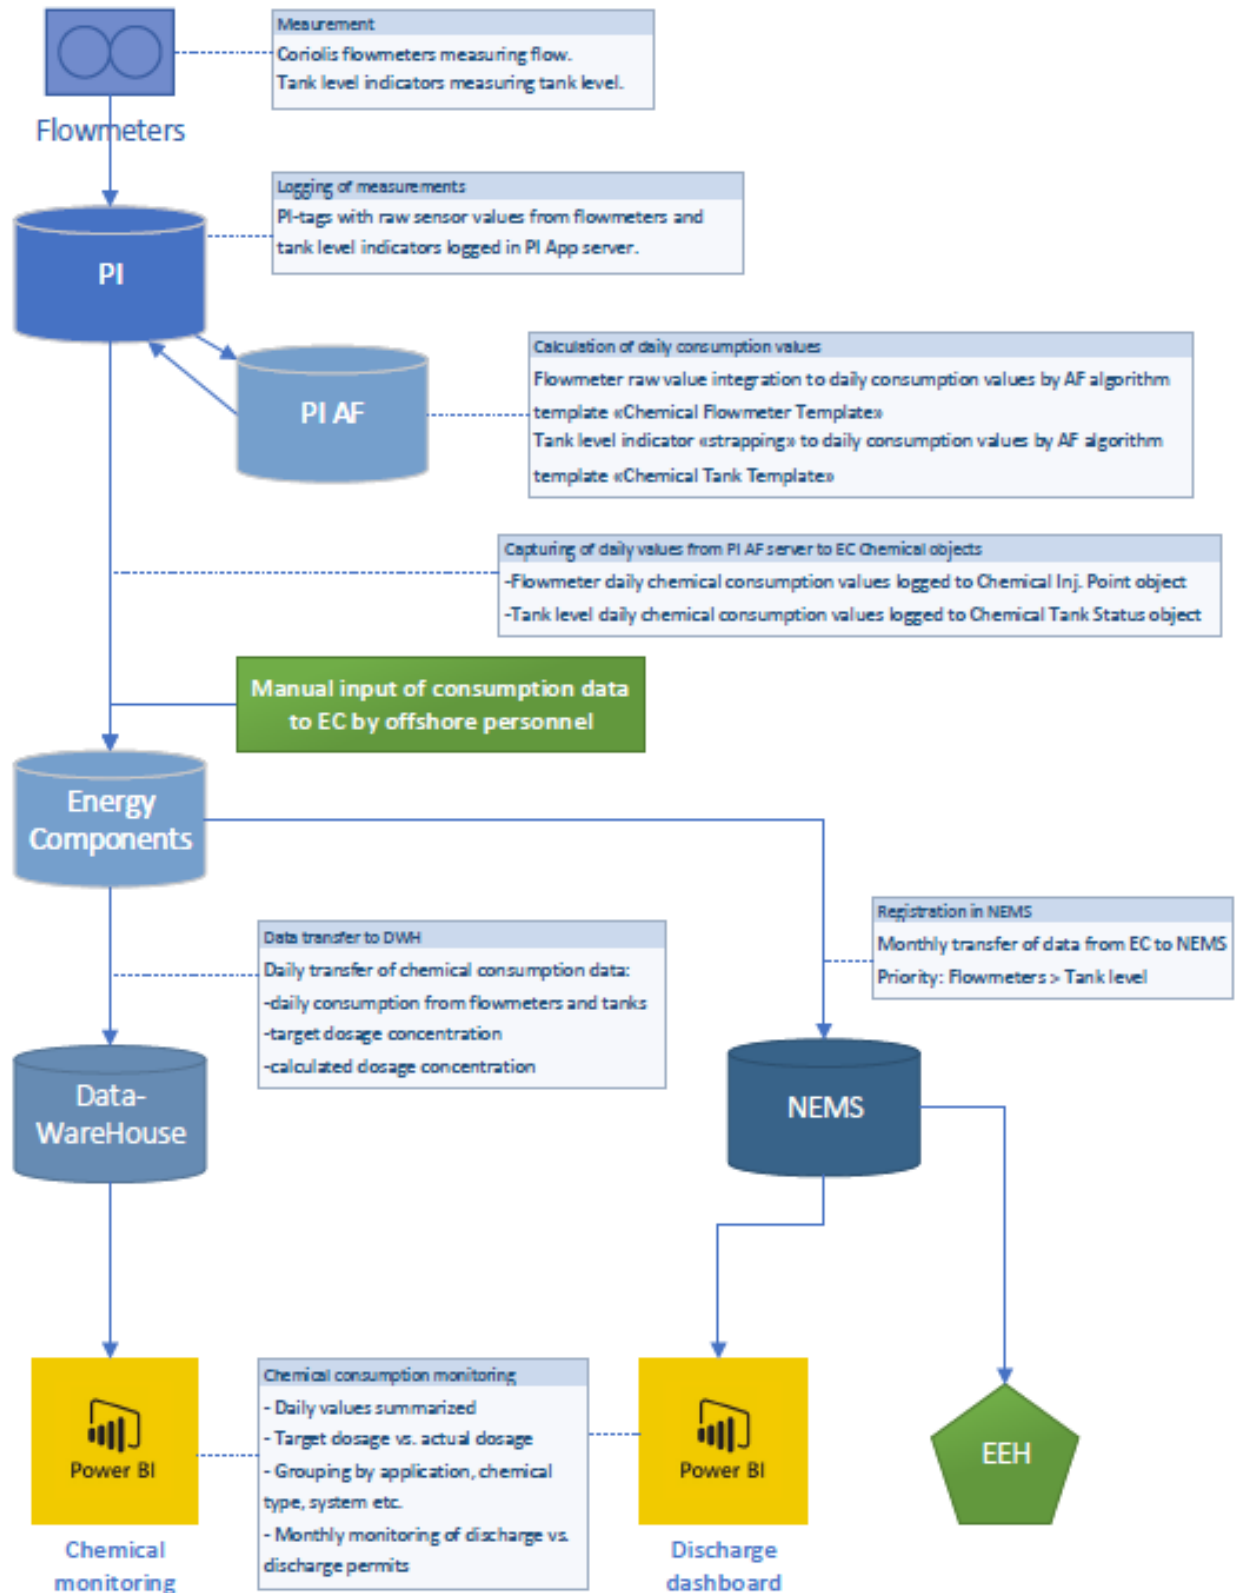 Measurement
Coriolis flowmeters measuring flow.
Tank level indicators measuring tank level.
Flowmeters
Logging of measurements
PI-tags with raw sensor values from flowmeters and
tank level indicators logged in PI App server.
PI
Calculation of daily consumption values
Flowmeter raw value integration to daily consumption values by AF algorithm
template «Chemical Flowmeter Template»
Tank level indicator «strapping» to daily consumption values by AF algorithm
template «Chemical Tank Template»
PI AF
Capturing of daily values from PI AF server to EC Chemical objects
-Flowmeter daily chemical consumption values logged to Chemical Inj. Point object
-Tank level daily chemical consumption values logged to Chemical Tank Status object
Manual input of consumption data
to EC by offshore personnel
Energy
Components
Registration in NEMS
Monthly transfer of data from EC to NEMS
Priority: Flowmeters > Tank level
Data transfer to DWH
Daily transfer of chemical consumption data:
-daily consumption from flowmeters and tanks
-target dosage concentration
-calculated dosage concentration
Data-
WareHouse
NEMS
Power BI
Chemical
monitoring
Chemical consumption monitoring
- Daily values summarized
- Target dosage vs. actual dosage
- Grouping by application, chemical
type, system etc.
- Monthly monitoring of discharge vs.
discharge permits
Power BI
Discharge
dashboard
EEH